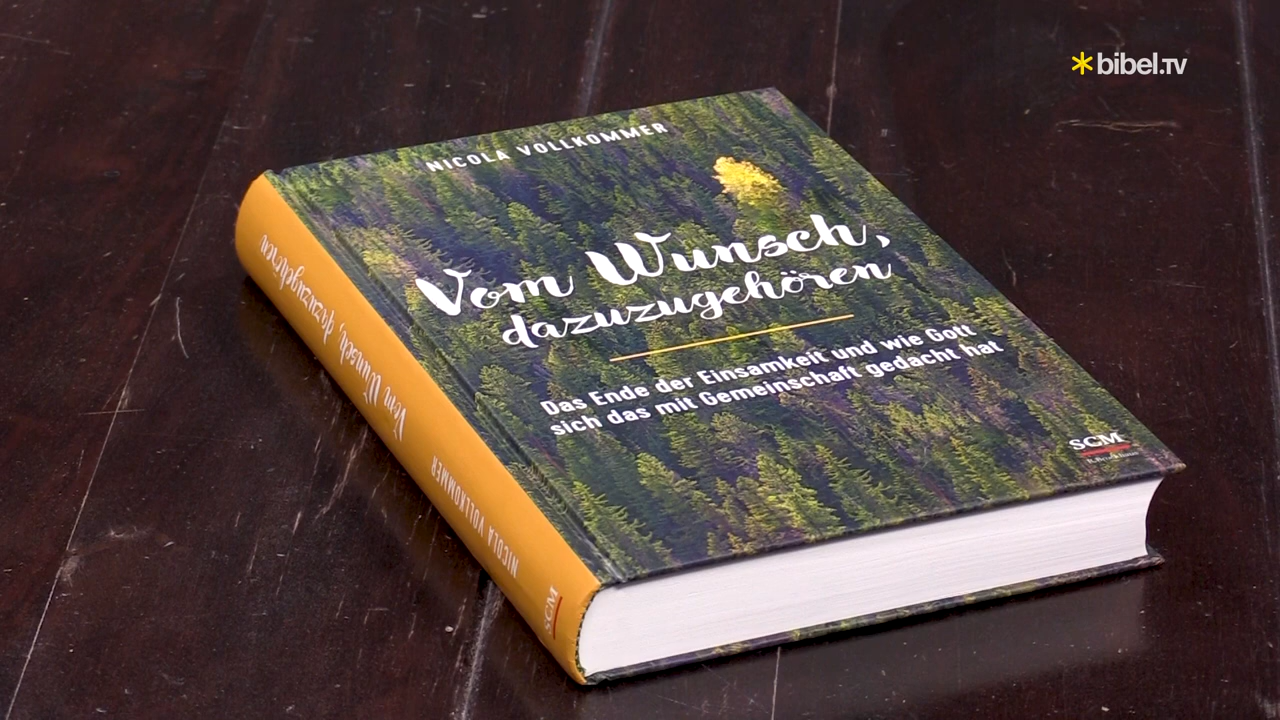 bibel.TV
NICOLA VOLLKOMMER
Vom Wunsch,
dazuzugehören
Das Ende der Einsamkeit und wie Gott
sich das mit Gemeinschaft gedacht hat
SCM
R. Brockhaus
Vom Wunsch, dazuzugehören
NICOLA VOLLKOMMER
SCM